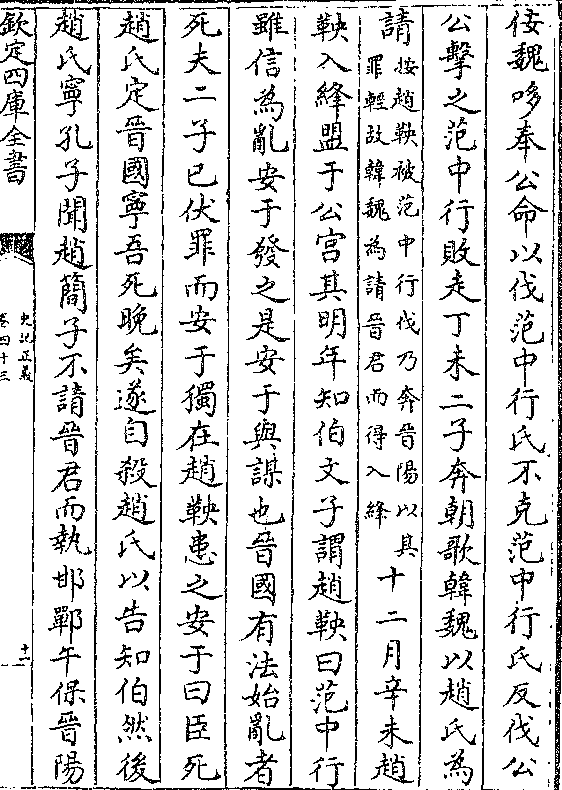 佞魏哆奉公命以伐范中行氏不克范中行氏反伐公
公擊之范中行敗走丁未二子奔朝歌韓魏以趙氏為
請
按趙鞅被范中行伐乃奔晉陽以其
罪輕故韓魏為請晉君而得入絳
十二月辛未趙
鞅入絳盟于公宫其明年知伯文子謂趙鞅曰范中行
雖信為亂安于發之是安于與謀也晉國有法始亂者
死夫二子已伏罪而安于獨在趙鞅患之安于曰臣死
趙氏定晉國寧吾死晚矣遂自殺趙氏以告知伯然後
趙氏寧孔子聞趙簡子不請晉君而執邯鄲午保晉陽
欽定四庫全書
史記正義
卷四十三
十一